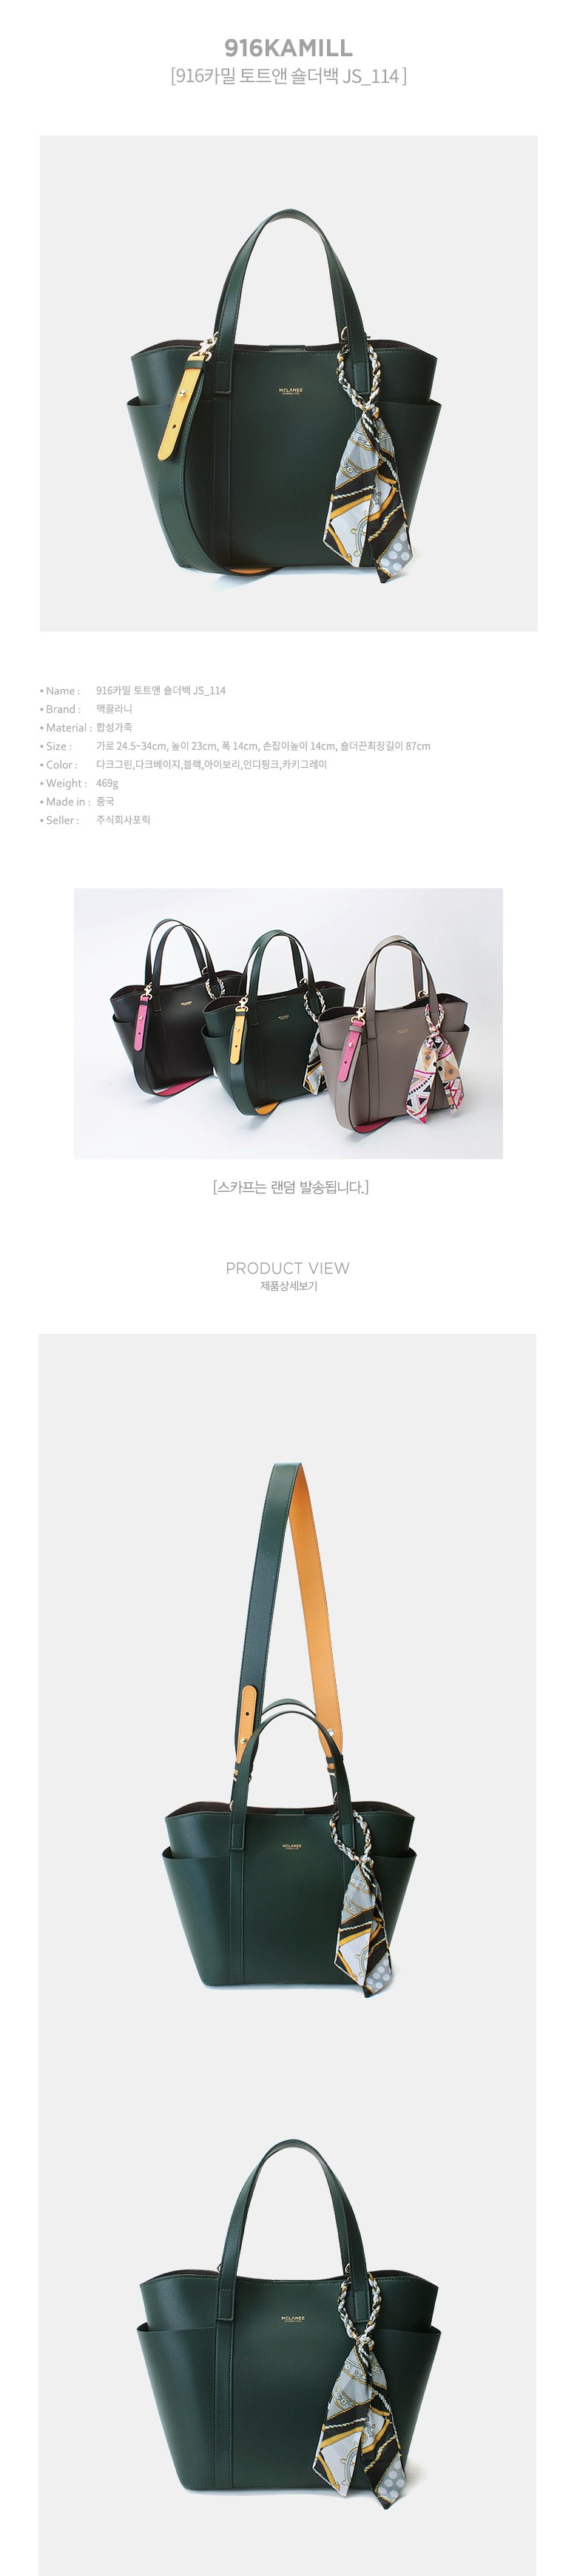 916KAMILL
[916카밀 토트앤 숄더백 JS_114]
MCLANEE
• Name : 916카밀 토트앤 숄더백 JS_114
• Brand : 맥끌라니
• Material : 합성가죽
• Size : 가로 24.5~34cm, 높이 23cm, 폭 14cm, 손잡이높이 14cm, 숄더끈최장길이 87cm
• Color : 다크그린,다크베이지,블랙,아이보리,인디핑크,카키그레이
• Weight : 469g
• Made in : 중국
• Seller : 주식회사포릭
[스카프는 랜덤 발송됩니다.]
PRODUCT VIEW
제품상세보기
MCLANEE
MCLANEE